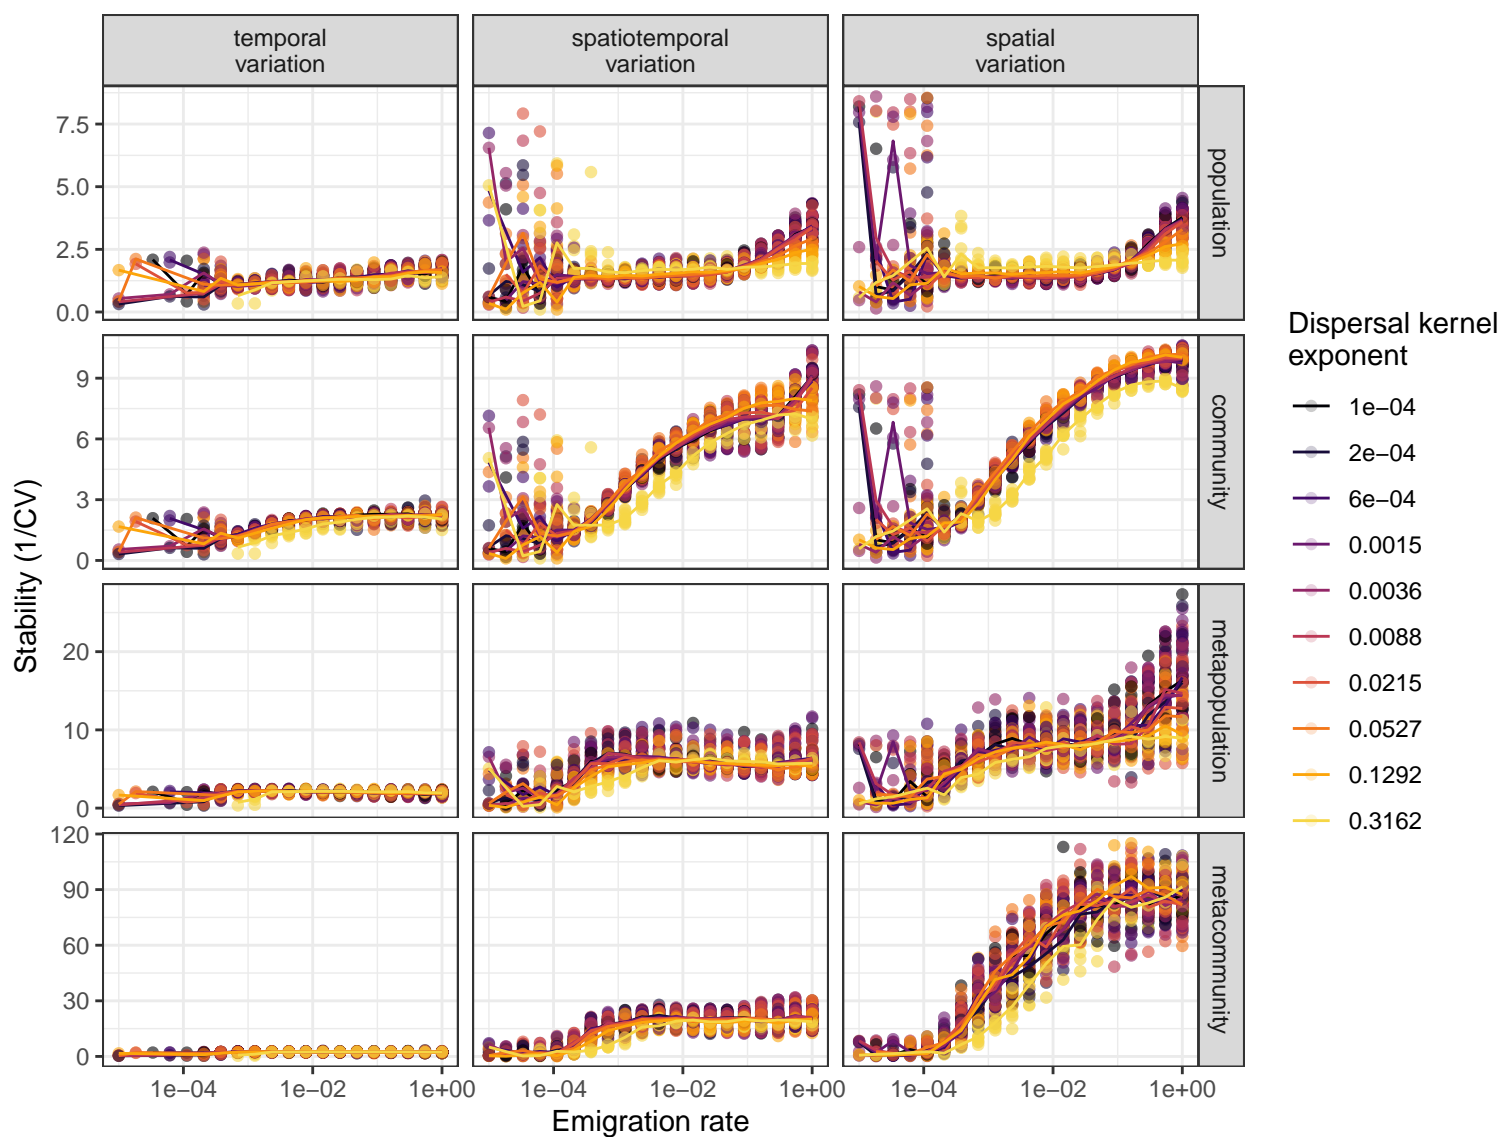 temporal
variation
spatiotemporal
variation
spatial
variation
7.5
5.0
2.5
0.0
population
9
6
3
0
community
20
10
0
metapopulation
120
90
60
30
0
metacommunity
1e−04
1e−02
1e+00
1e−04
1e−02
1e+00
1e−04
1e−02
1e+00
Emigration rate
Stability (1/CV)
Dispersal kernel
exponent
1e−04
2e−04
6e−04
0.0015
0.0036
0.0088
0.0215
0.0527
0.1292
0.3162